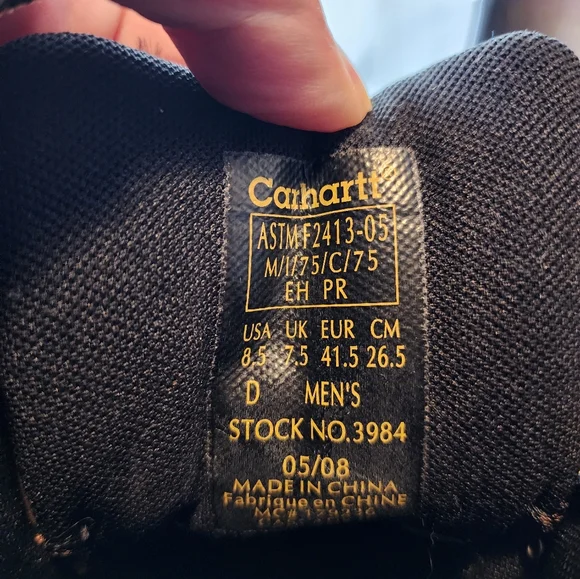 Carhartt®
ASTM F2413-05
M/I/75/C/75
EH PR
USA UK EUR CM
8.5 7.5 41.5 26.5
D MEN'S
STOCK NO.3984
05/08
MADE IN CHINA
Fabriqué en CHINE